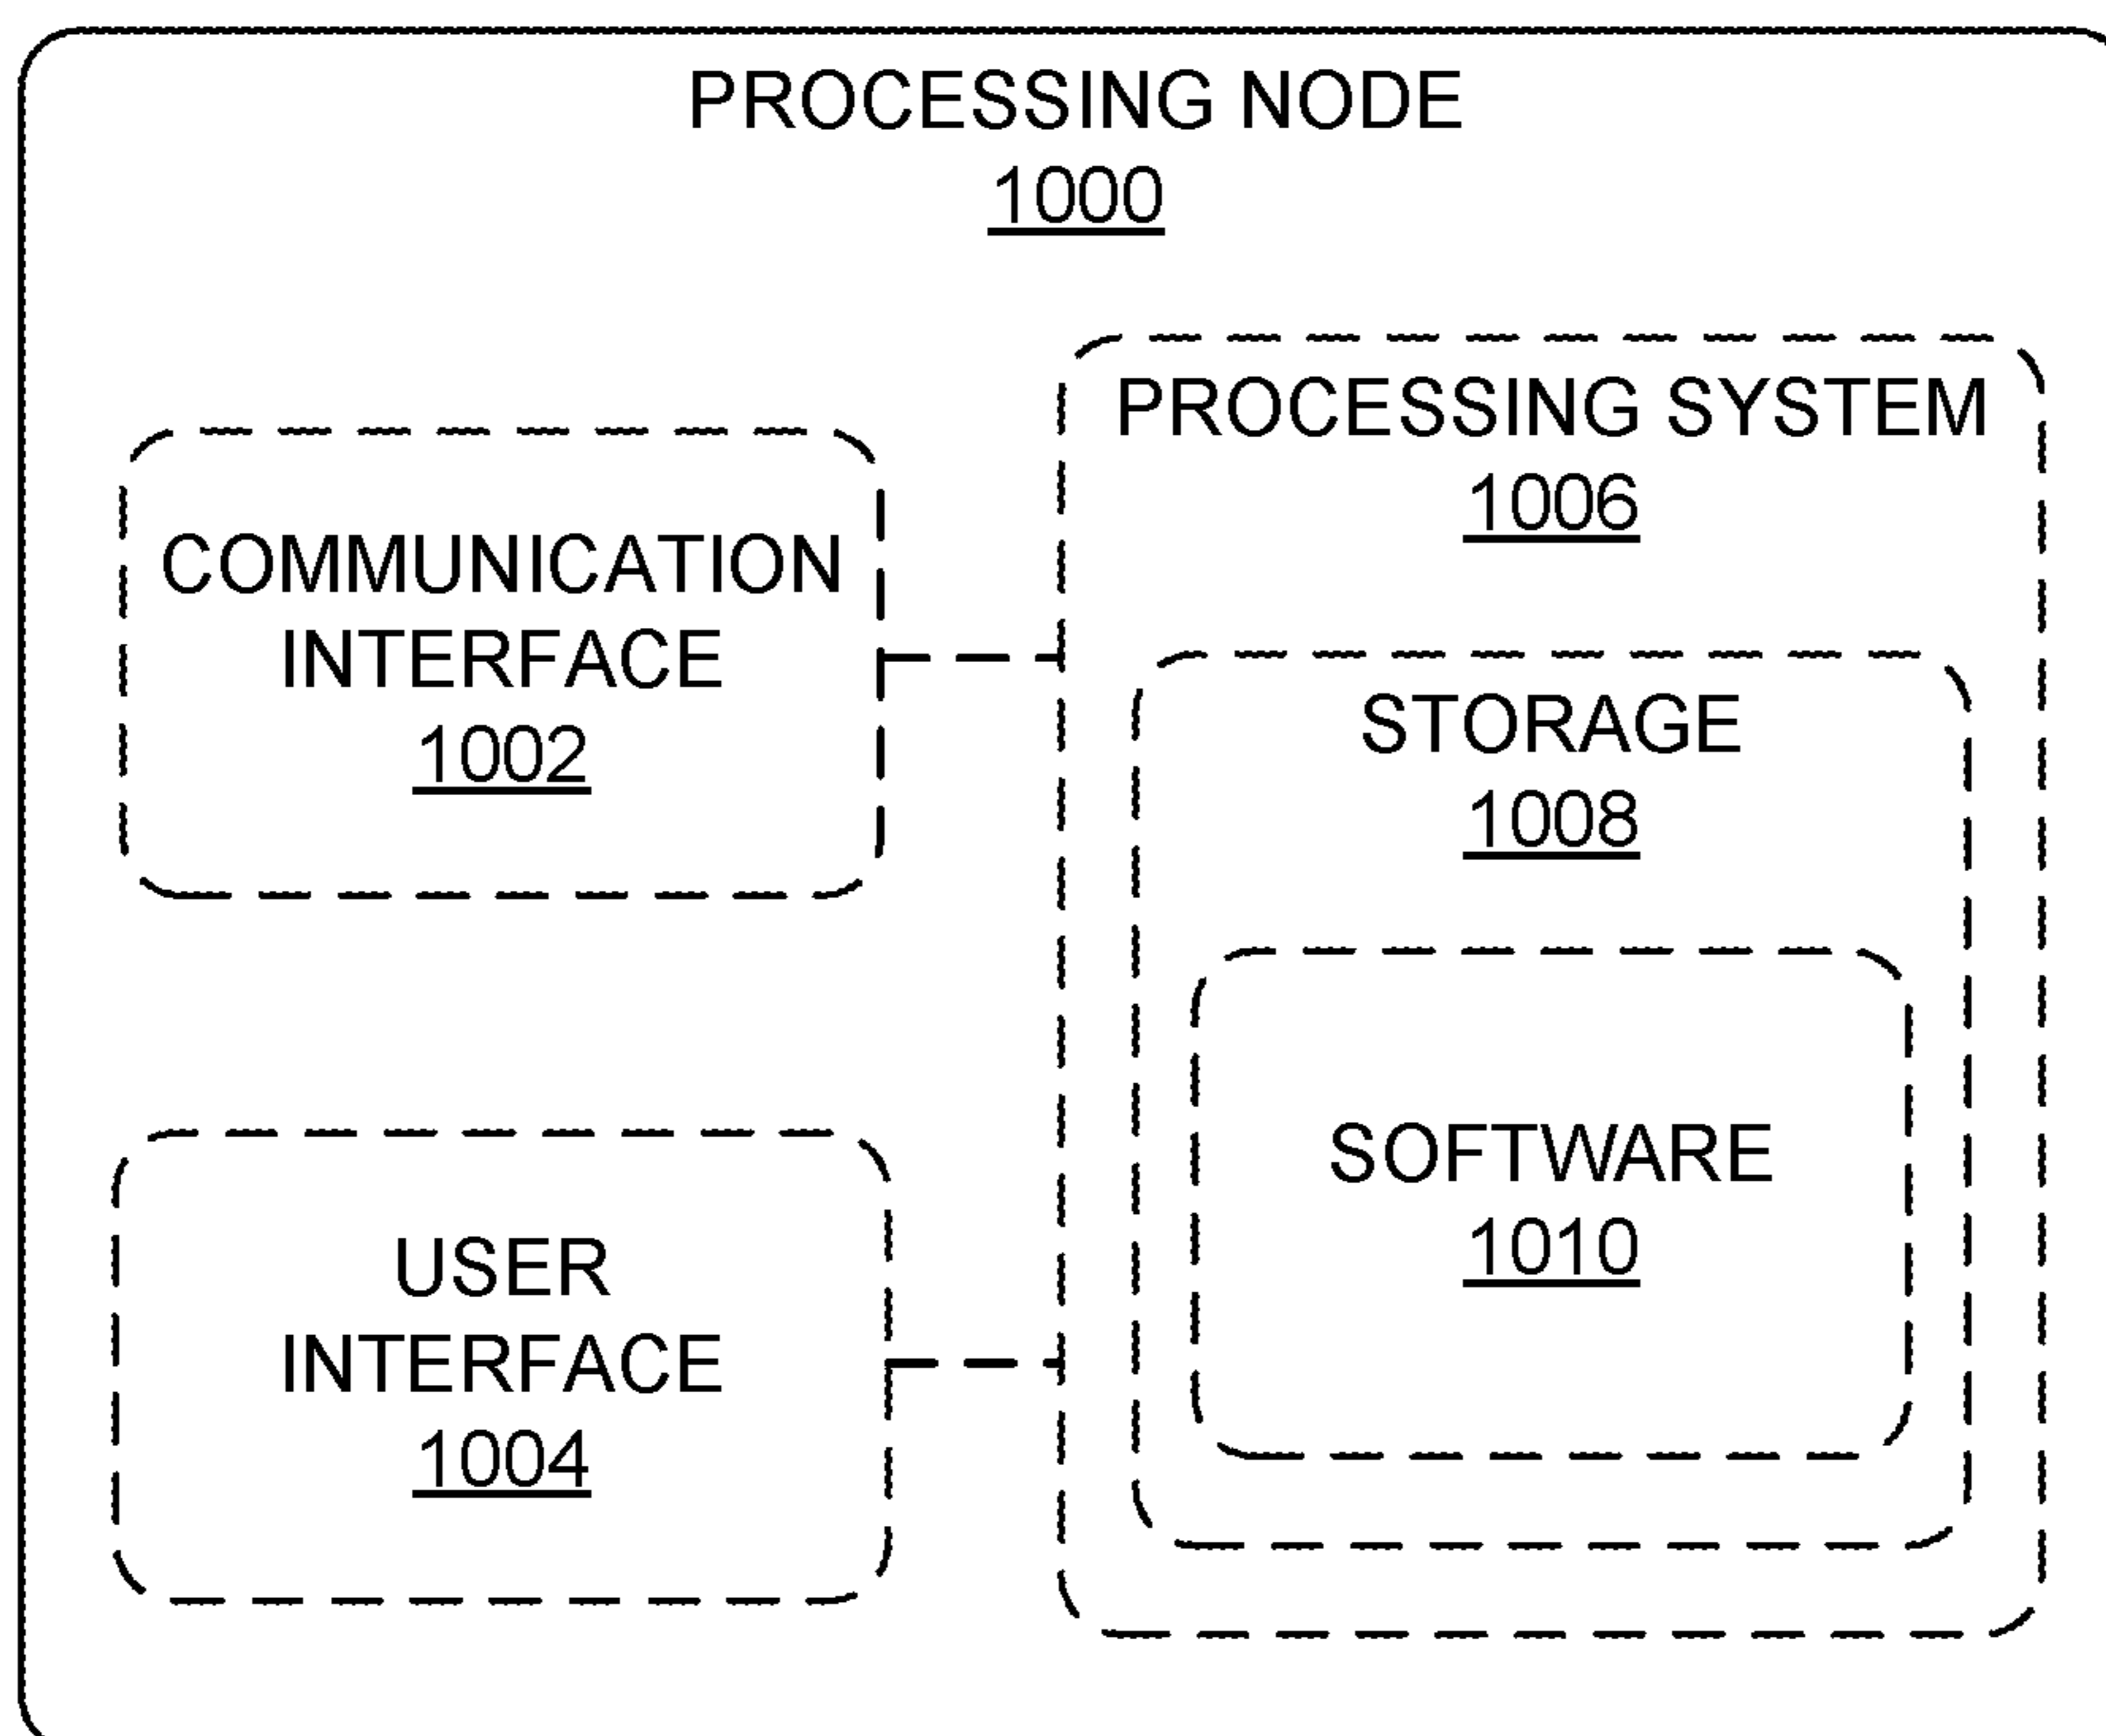 PROCESSING NODE
1000
COMMUNICATION
INTERFACE
1002
USER
INTERFACE
1004
PROCESSING SYSTEM
1006
STORAGE
1008
SOFTWARE
1010